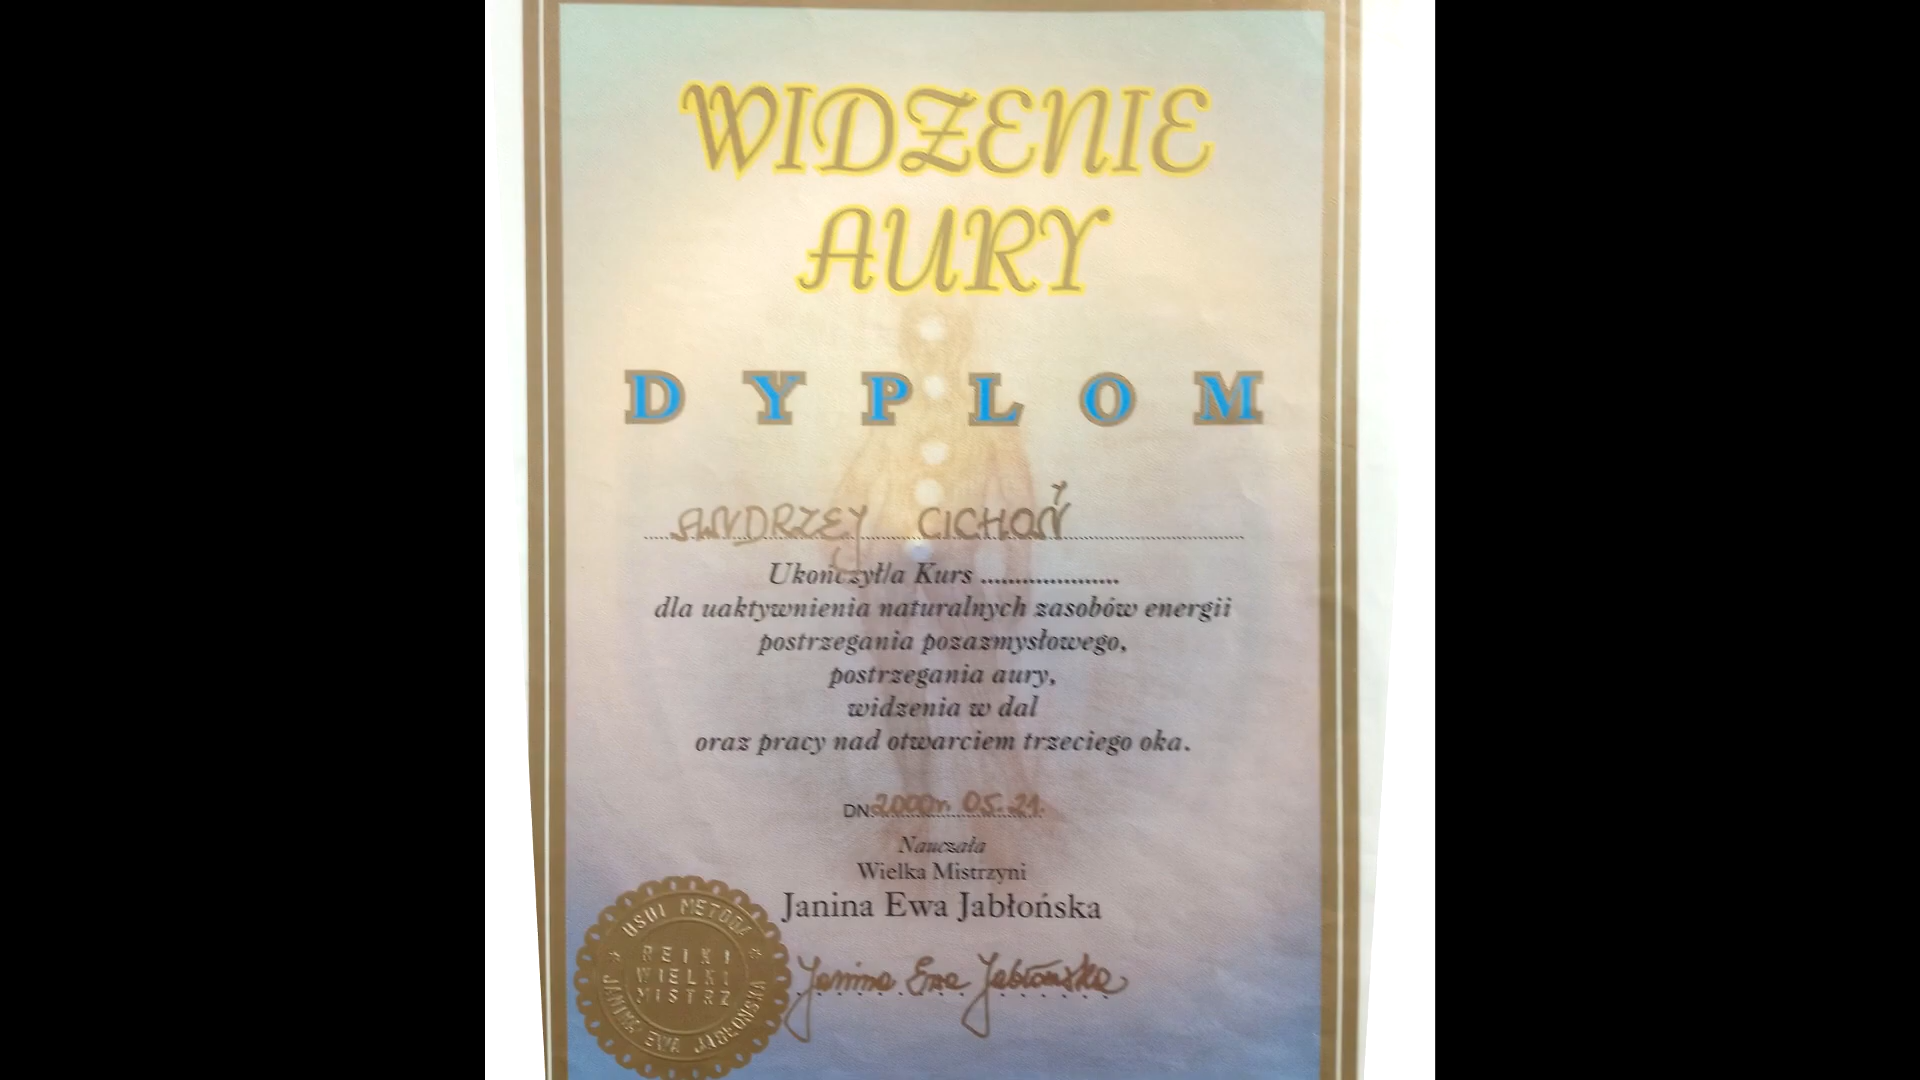 WIDZENIE
AURY
DYPLOM
ANDRZEJ CICHOŃ
Ukończył/a Kurs ....................
dla uaktywnienia naturalnych zasobów energii
postrzegania pozazmysłowego,
postrzegania aury,
widzenia w dal
oraz pracy nad otwarciem trzeciego oka.
DN. 2000r. 05.21.
Nauczała
Wielka Mistrzyni
Janina Ewa Jabłońska
Janina Ewa Jabłońska
USUI METODA
REIKI
WIELKI
MISTRZ
* JANINA EWA JABŁOŃSKA *